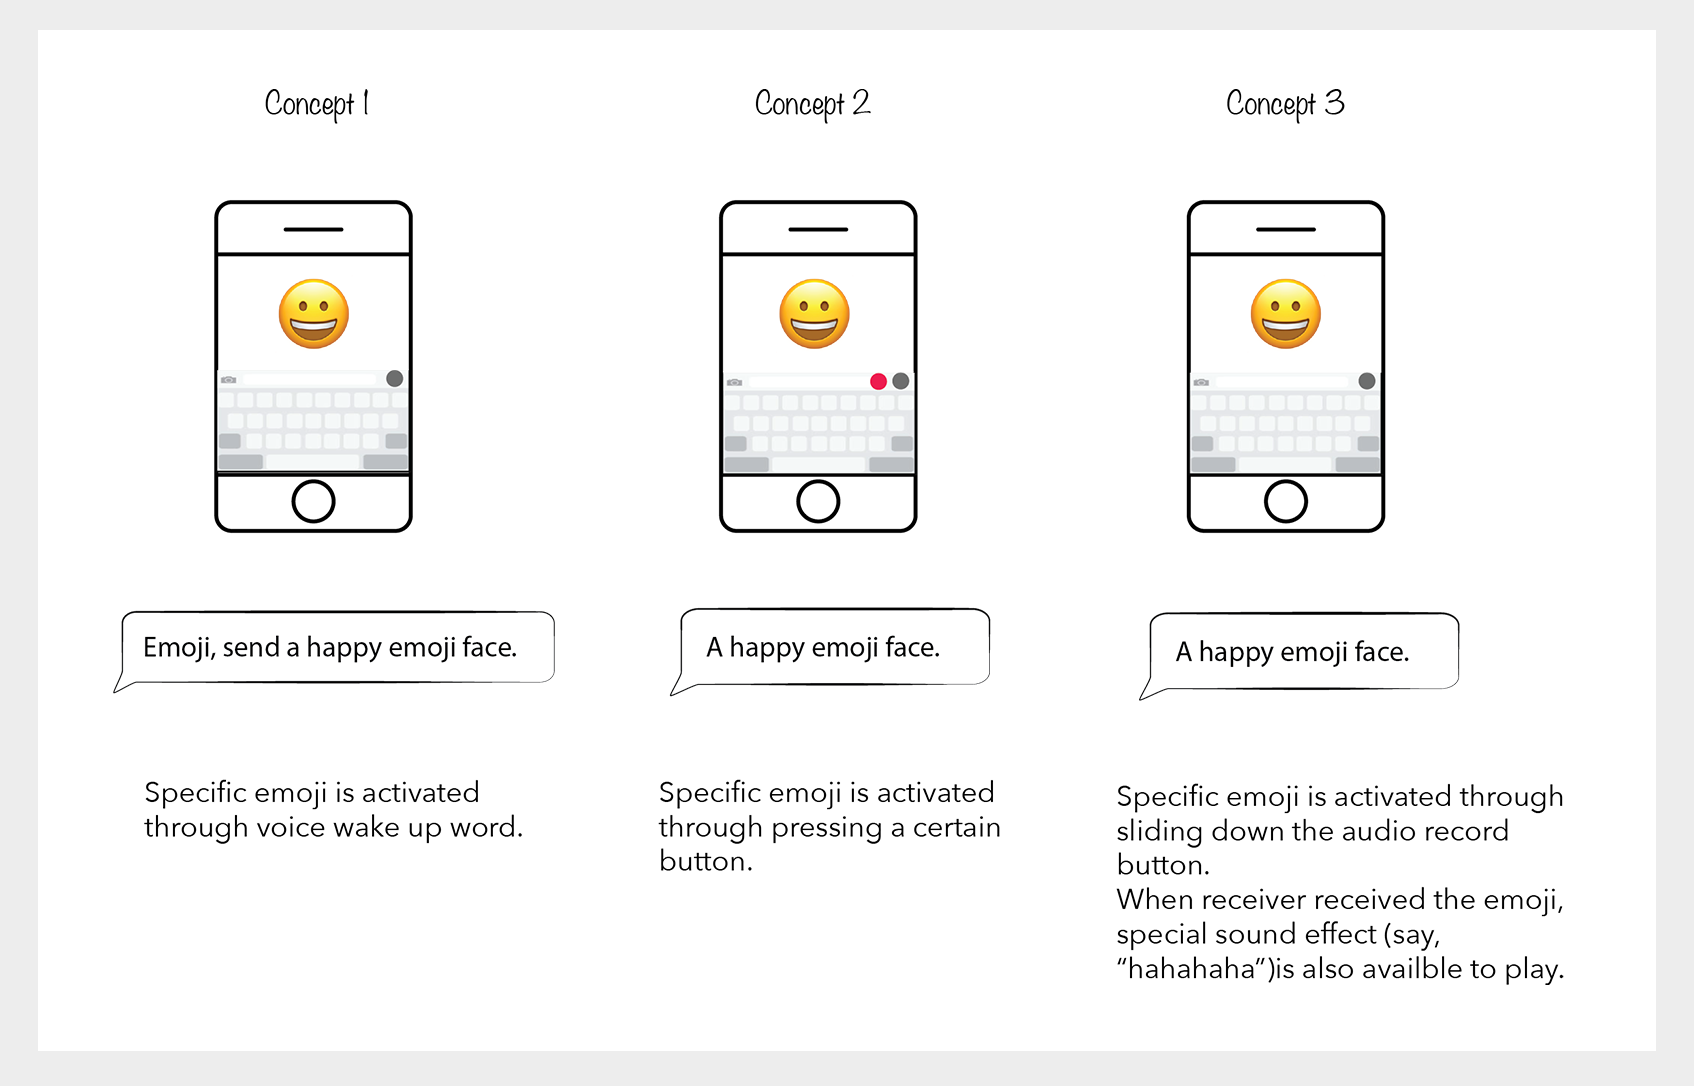 Concept 1
Concept 2
Concept 3
Emoji, send a happy emoji face.
A happy emoji face.
A happy emoji face.
Specific emoji is activated
through voice wake up word.
Specific emoji is activated
through pressing a certain
button.
Specific emoji is activated through
sliding down the audio record
button.
When receiver received the emoji,
special sound effect (say,
“hahahaha”)is also availble to play.